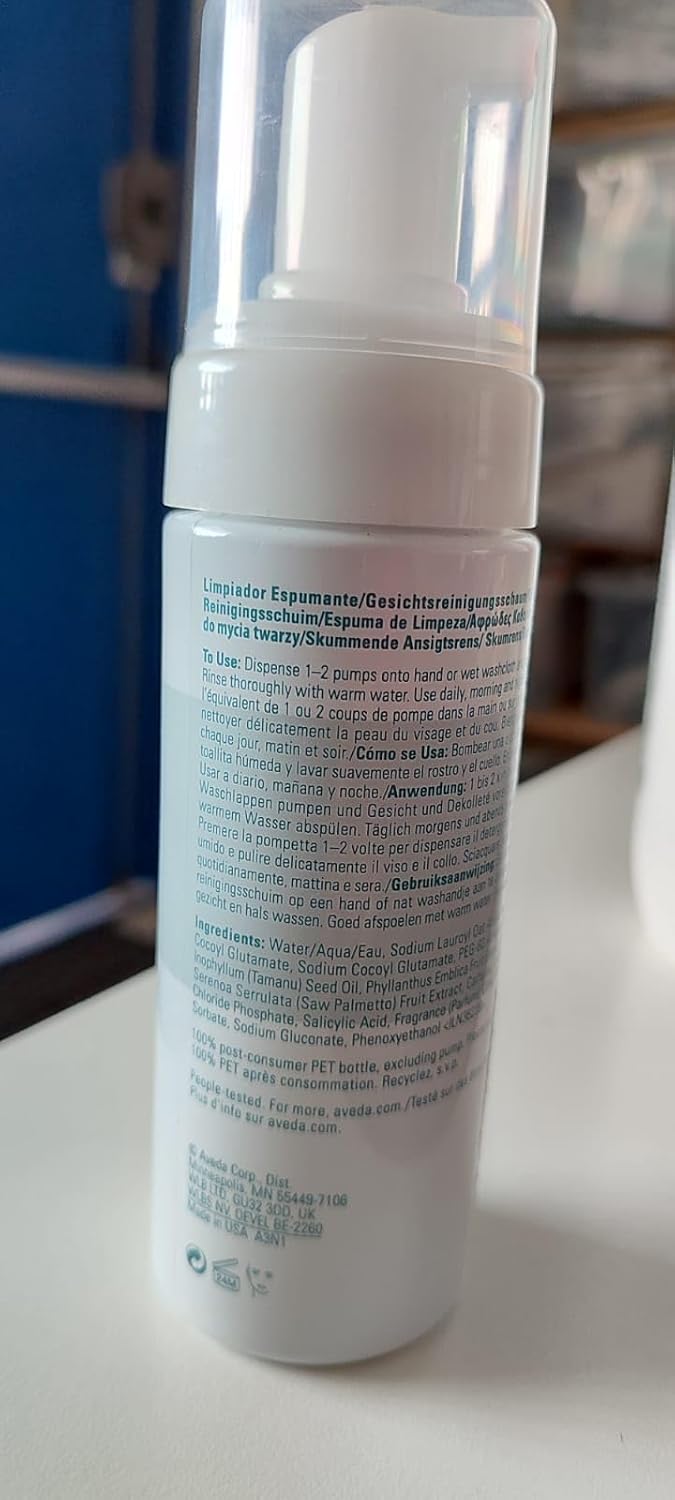 Limpiador Espumante/Gesichtsreinigungsschaum
Reinigingsschuim/Espuma de Limpeza/Αφρώδες
do mycia twarzy/Skummende Ansigtsrens/
To Use: Dispense 1–2 pumps onto hand or wet washcloth
Rinse thoroughly with warm water. Use daily, morning and
l'équivalent de 1 ou 2 coups de pompe dans la main ou
nettoyer délicatement la peau du visage et du cou.
chaque jour, matin et soir./Cómo se Usa: Bombear una
toallita húmeda y lavar suavemente el rostro y el cuello.
Usar a diario, mañana y noche./Anwendung: 1 bis 2 x
Waschlappen pumpen und Gesicht und Dekolleté
warmem Wasser abspülen. Täglich morgens und
Premere la pompetta 1–2 volte per dispensare il
umido e pulire delicatamente il viso e il collo.
quotidianamente, mattina e sera./Gebruiksaanwijzing:
reinigingsschuim op een hand of nat washandje aan
gezicht en hals wassen. Goed afspoelen met warm water
Ingredients: Water/Aqua/Eau, Sodium Lauroyl Oat
Cocoyl Glutamate, Sodium Cocoyl Glutamate,
Inophyllum (Tamanu) Seed Oil, Phyllanthus Emblica
Serenoa Serrulata (Saw Palmetto) Fruit Extract,
Chloride Phosphate, Salicylic Acid, Fragrance
Sorbate, Sodium Gluconate, Phenoxyethanol
100% post-consumer PET bottle, excluding pump.
100% PET après consommation. Recyclez, s.v.p.
People-tested. For more, aveda.com./Testé sur des
Plus d'info sur aveda.com.
© Aveda Corp., Dist.
Minneapolis, MN 55449-7106
WLB LTD, GU32 3DD, UK
WLBS NV, OEVEL BE-2260
Made in USA A3N1
24M